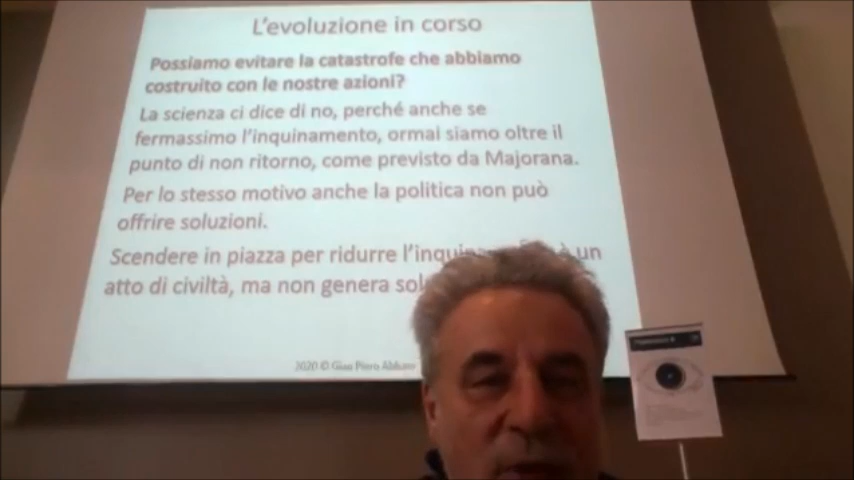 L'evoluzione in corso
Possiamo evitare la catastrofe che abbiamo
costruito con le nostre azioni?
La scienza ci dice di no, perché anche se
fermassimo l'inquinamento, ormai siamo oltre il
punto di non ritorno, come previsto da Majorana.
Per lo stesso motivo anche la politica non può
offrire soluzioni.
Scendere in piazza per ridurre l'inquina è un
atto di civiltà, ma non genera sol
2020 © Gian Piero Abbate